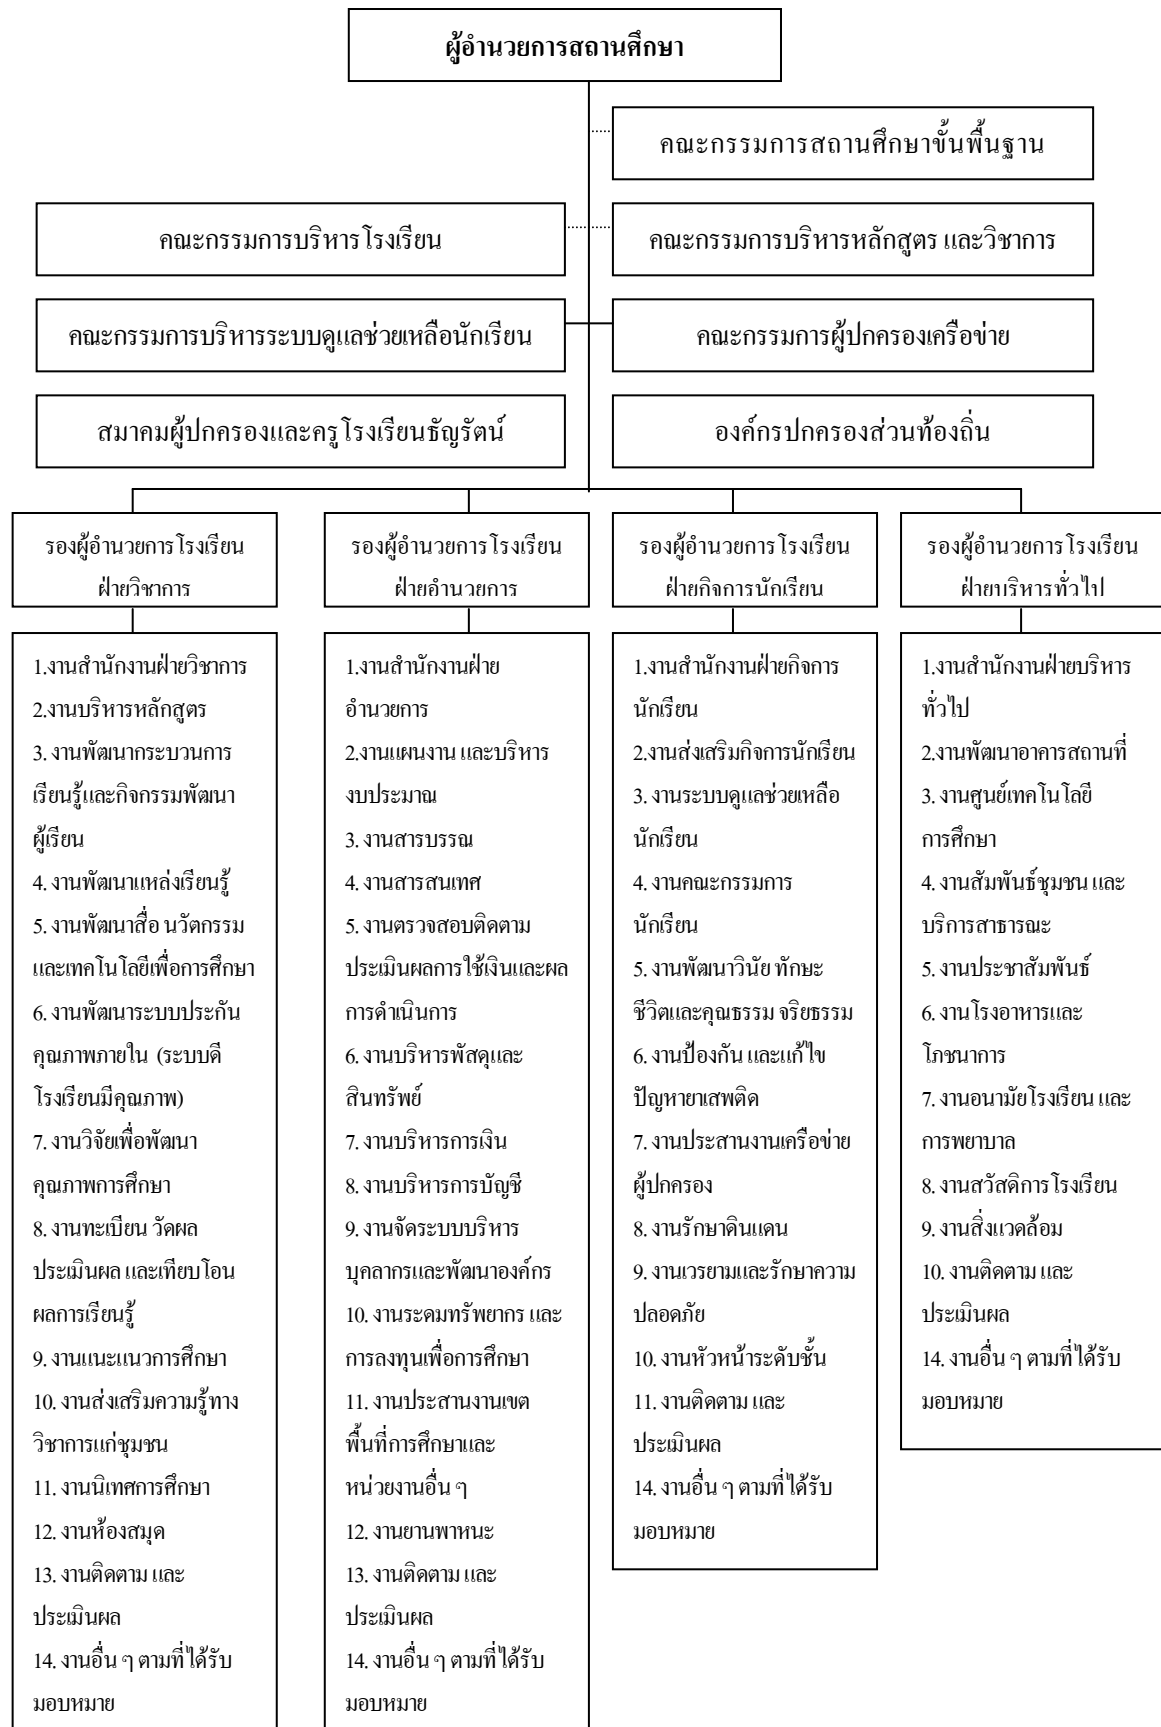 ผู้อำนวยการสถานศึกษา
คณะกรรมการสถานศึกษาขั้นพื้นฐาน
คณะกรรมการบริหารโรงเรียน
คณะกรรมการบริหารหลักสูตร และวิชาการ
คณะกรรมการบริหารระบบดูแลช่วยเหลือนักเรียน
คณะกรรมการผู้ปกครองเครือข่าย
สมาคมผู้ปกครองและครูโรงเรียนธัญรัตน์
องค์กรปกครองส่วนท้องถิ่น
รองผู้อำนวยการโรงเรียน
ฝ่ายวิชาการ
1.งานสำนักงานฝ่ายวิชาการ
2.งานบริหารหลักสูตร
3. งานพัฒนากระบวนการ
เรียนรู้และกิจกรรมพัฒนา
ผู้เรียน
4. งานพัฒนาแหล่งเรียนรู้
5. งานพัฒนาสื่อ นวัตกรรม
และเทคโนโลยีเพื่อการศึกษา
6. งานพัฒนาระบบประกัน
คุณภาพภายใน (ระบบดี
โรงเรียนมีคุณภาพ)
7. งานวิจัยเพื่อพัฒนา
คุณภาพการศึกษา
8. งานทะเบียน วัดผล
ประเมินผล และเทียบโอน
ผลการเรียนรู้
9. งานแนะแนวการศึกษา
10. งานส่งเสริมความรู้ทาง
วิชาการแก่ชุมชน
11. งานนิเทศการศึกษา
12. งานห้องสมุด
13. งานติดตาม และ
ประเมินผล
14. งานอื่น ๆ ตามที่ได้รับ
มอบหมาย
รองผู้อำนวยการโรงเรียน
ฝ่ายอำนวยการ
1.งานสำนักงานฝ่าย
อำนวยการ
2.งานแผนงาน และบริหาร
งบประมาณ
3. งานสารบรรณ
4. งานสารสนเทศ
5. งานตรวจสอบติดตาม
ประเมินผลการใช้เงินและผล
การดำเนินการ
6. งานบริหารพัสดุและ
สินทรัพย์
7. งานบริหารการเงิน
8. งานบริหารการบัญชี
9. งานจัดระบบบริหาร
บุคลากรและพัฒนาองค์กร
10. งานระดมทรัพยากร และ
การลงทุนเพื่อการศึกษา
11. งานประสานงานเขต
พื้นที่การศึกษาและ
หน่วยงานอื่น ๆ
12. งานยานพาหนะ
13. งานติดตาม และ
ประเมินผล
14. งานอื่น ๆ ตามที่ได้รับ
มอบหมาย
รองผู้อำนวยการโรงเรียน
ฝ่ายกิจการนักเรียน
1.งานสำนักงานฝ่ายกิจการ
นักเรียน
2.งานส่งเสริมกิจการนักเรียน
3. งานระบบดูแลช่วยเหลือ
นักเรียน
4. งานคณะกรรมการ
นักเรียน
5. งานพัฒนาวินัย ทักษะ
ชีวิตและคุณธรรม จริยธรรม
6. งานป้องกัน และแก้ไข
ปัญหายาเสพติด
7. งานประสานงานเครือข่าย
ผู้ปกครอง
8. งานรักษาดินแดน
9. งานเวรยามและรักษาความ
ปลอดภัย
10. งานหัวหน้าระดับชั้น
11. งานติดตาม และ
ประเมินผล
14. งานอื่น ๆ ตามที่ได้รับ
มอบหมาย
รองผู้อำนวยการโรงเรียน
ฝ่ายบริหารทั่วไป
1.งานสำนักงานฝ่ายบริหาร
ทั่วไป
2.งานพัฒนาอาคารสถานที่
3. งานศูนย์เทคโนโลยี
การศึกษา
4. งานสัมพันธ์ชุมชน และ
บริการสาธารณะ
5. งานประชาสัมพันธ์
6. งานโรงอาหารและ
โภชนาการ
7. งานอนามัยโรงเรียน และ
การพยาบาล
8. งานสวัสดิการโรงเรียน
9. งานสิ่งแวดล้อม
10. งานติดตาม และ
ประเมินผล
14. งานอื่น ๆ ตามที่ได้รับ
มอบหมาย